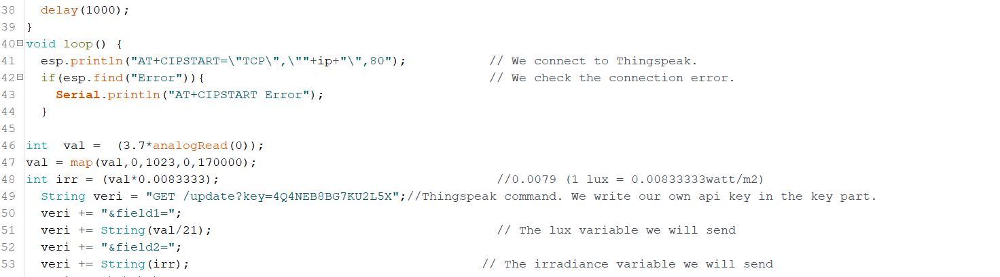 38 delay(1000);
39 }
40 void loop() {
41 esp.println("AT+CIPSTART=\"TCP\",\""+ip+"\",80"); // We connect to Thingspeak.
42 if(esp.find("Error")){ // We check the connection error.
43 Serial.println("AT+CIPSTART Error");
44 }
45
46 int  val =  (3.7*analogRead(0));
47 val = map(val,0,1023,0,170000);
48 int irr = (val*0.0083333); //0.0079 (1 lux = 0.00833333watt/m2)
49 String veri = "GET /update?key=4Q4NEB8BG7KU2L5X";//Thingspeak command. We write our own api key in the key part.
50 veri += "&field1=";
51 veri += String(val/21); // The lux variable we will send
52 veri += "&field2=";
53 veri += String(irr); // The irradiance variable we will send